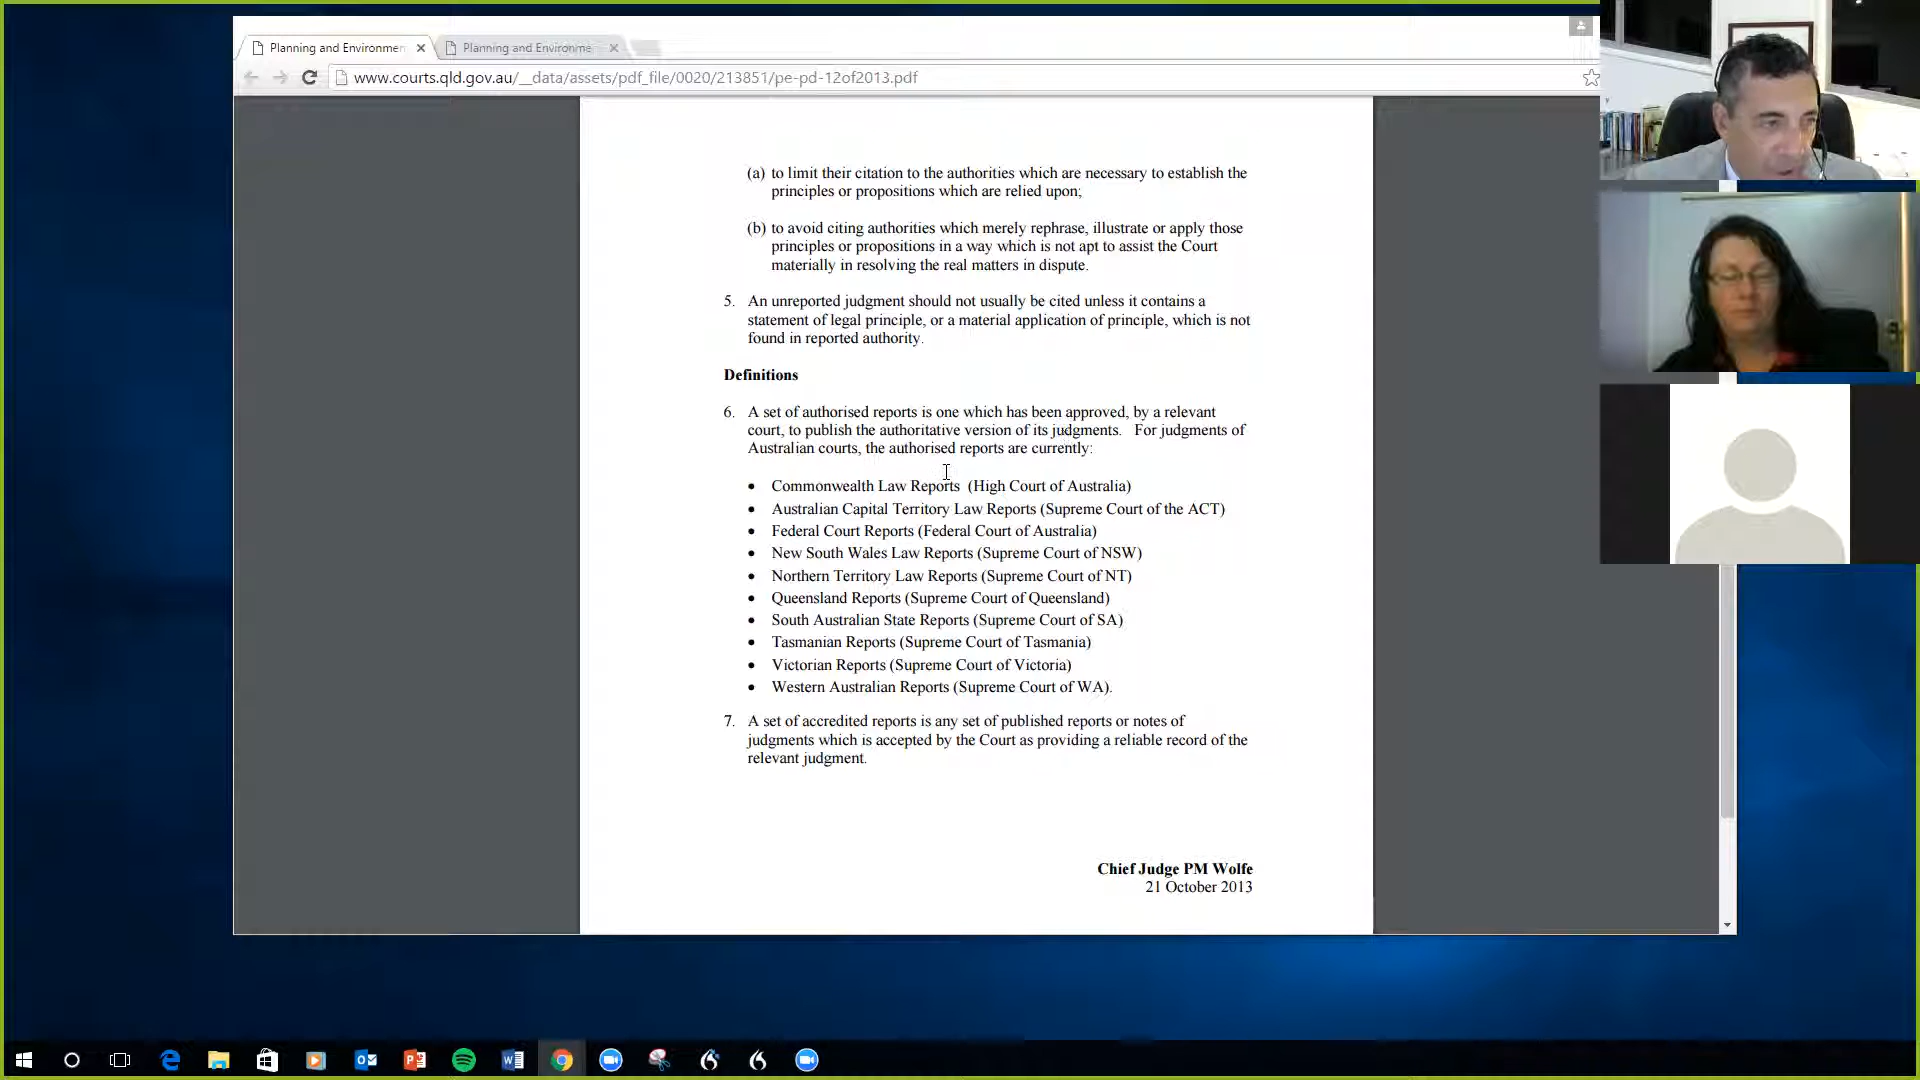 Planning and Environmen
Planning and Environme
www.courts.qld.gov.au/__data/assets/pdf_file/0020/213851/pe-pd-12of2013.pdf
(a) to limit their citation to the authorities which are necessary to establish the
principles or propositions which are relied upon;
(b) to avoid citing authorities which merely rephrase, illustrate or apply those
principles or propositions in a way which is not apt to assist the Court
materially in resolving the real matters in dispute.
5. An unreported judgment should not usually be cited unless it contains a
statement of legal principle, or a material application of principle, which is not
found in reported authority.
Definitions
6. A set of authorised reports is one which has been approved, by a relevant
court, to publish the authoritative version of its judgments. For judgments of
Australian courts, the authorised reports are currently:
• Commonwealth Law Reports (High Court of Australia)
• Australian Capital Territory Law Reports (Supreme Court of the ACT)
• Federal Court Reports (Federal Court of Australia)
• New South Wales Law Reports (Supreme Court of NSW)
• Northern Territory Law Reports (Supreme Court of NT)
• Queensland Reports (Supreme Court of Queensland)
• South Australian State Reports (Supreme Court of SA)
• Tasmanian Reports (Supreme Court of Tasmania)
• Victorian Reports (Supreme Court of Victoria)
• Western Australian Reports (Supreme Court of WA).
7. A set of accredited reports is any set of published reports or notes of
judgments which is accepted by the Court as providing a reliable record of the
relevant judgment.
Chief Judge PM Wolfe
21 October 2013